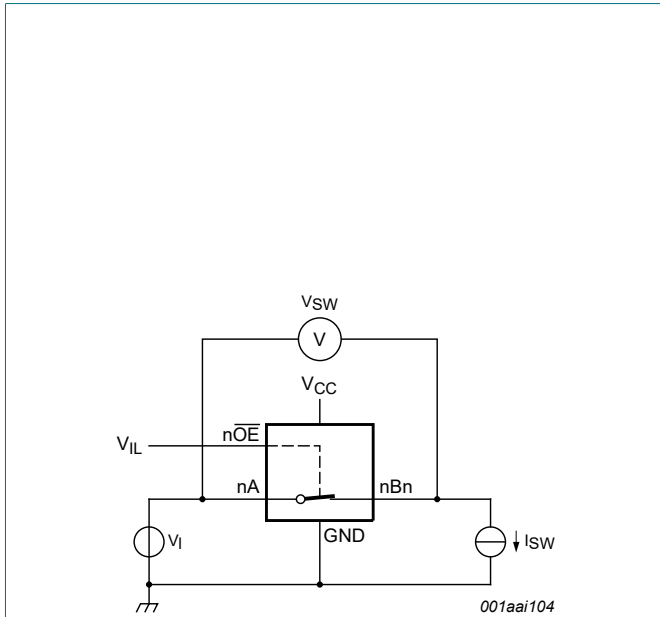 VSW
V
VCC
nOE
VIL
nA
nBn
GND
VI
ISW
001aai104